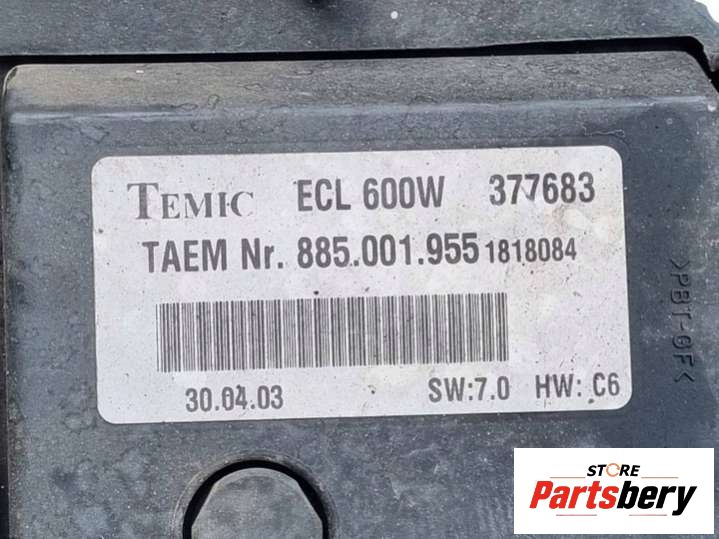 TEMIC ECL 600W 377683
TAEM Nr. 885.001.955 1818084
30.04.03 SW:7.0 HW: C6
>PBT-GF<
STORE
Partsbery